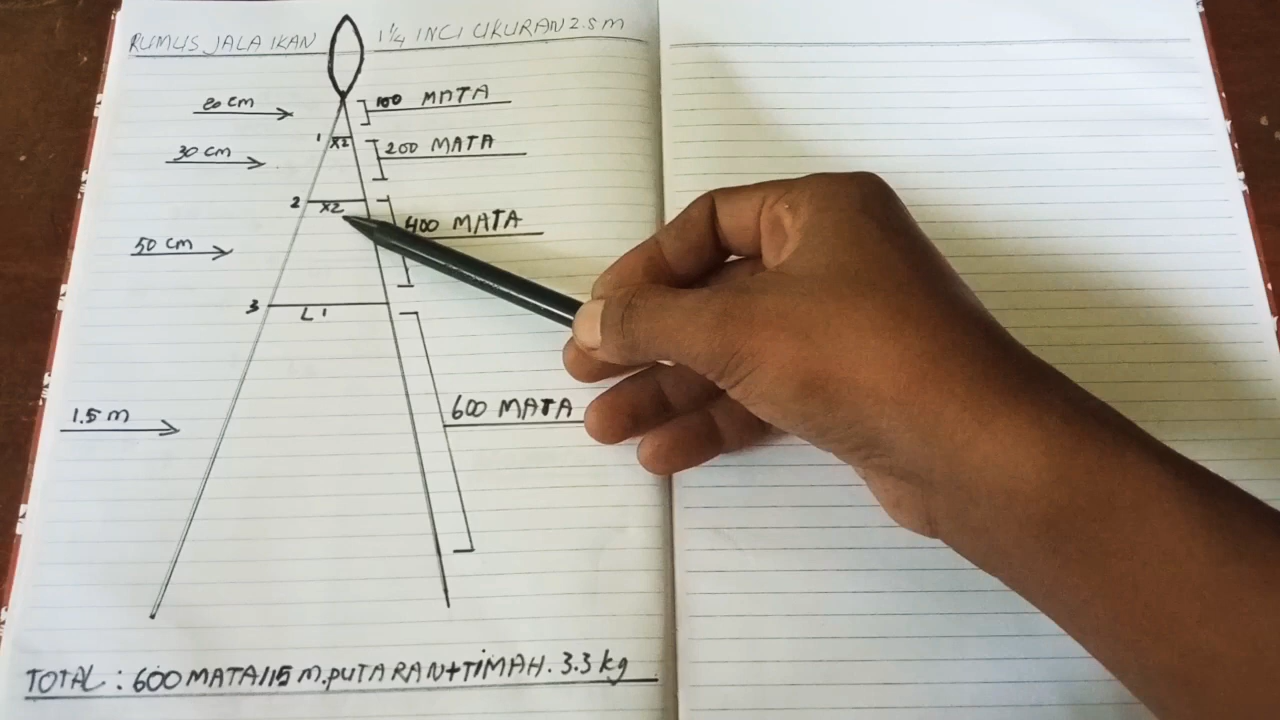 RUMUS JALA IKAN 1 1/4 INCI UKURAN 2.5 M
20 cm 100 MATA
1 X2
30 cm 200 MATA
2 X2
50 cm 400 MATA
3 L1
1.5 M 600 MATA
TOTAL : 600 MATA/15 M.PUTARAN+TIMAH. 3.3 kg